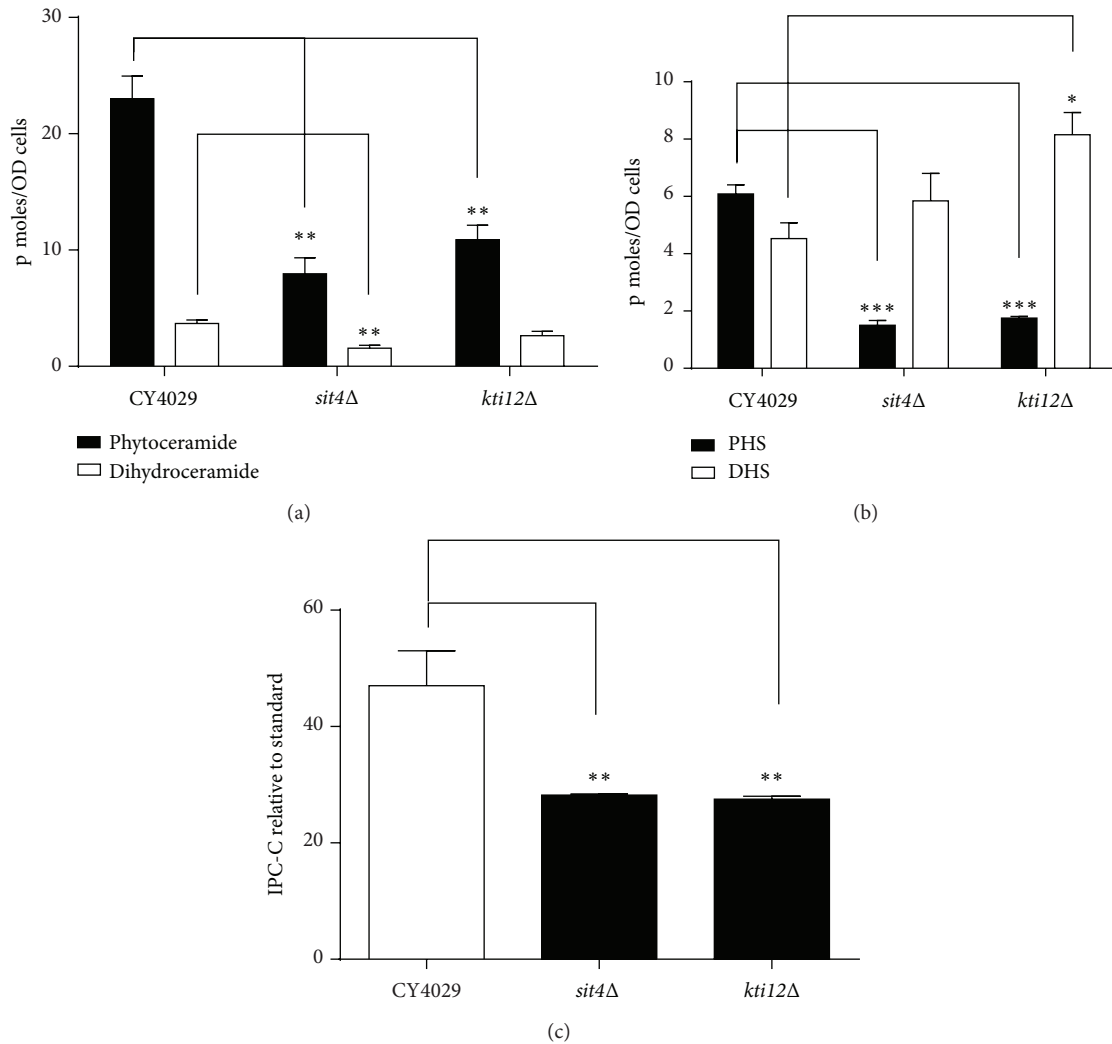 30
20
10
0
p moles/OD cells
**
**
**
CY4029
sit4Δ
kti12Δ
Phytoceramide
Dihydroceramide
(a)
10
8
6
4
2
0
p moles/OD cells
***
***
*
CY4029
sit4Δ
kti12Δ
PHS
DHS
(b)
60
40
20
0
IPC-C relative to standard
**
**
CY4029
sit4Δ
kti12Δ
(c)